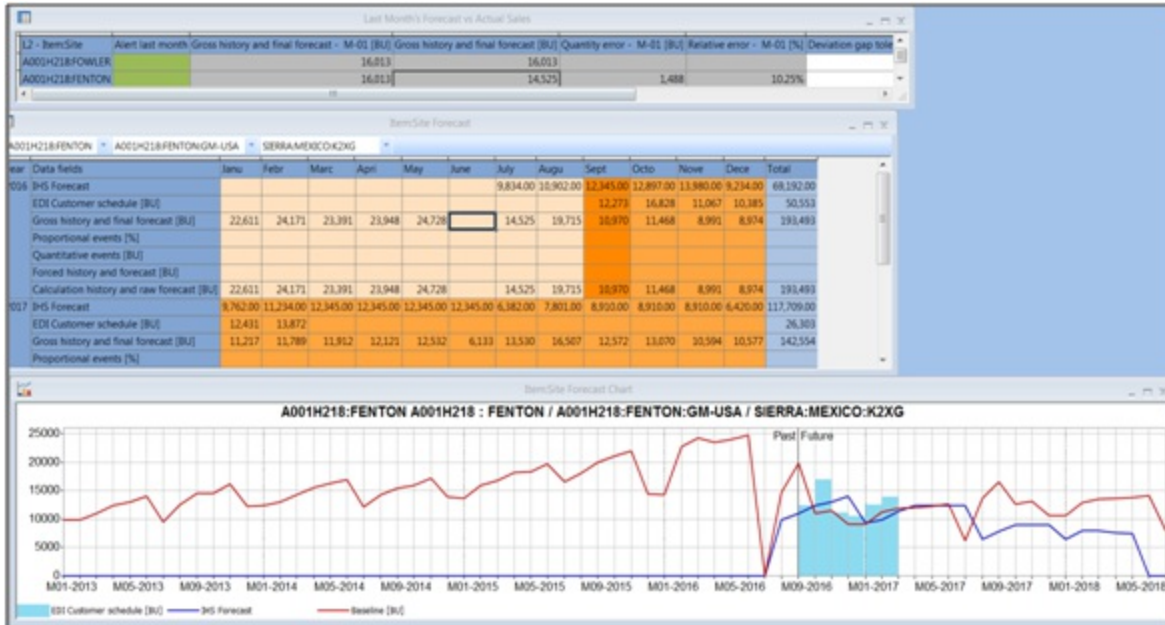 Last Month's Forecast vs Actual Sales
L2 - Item:Site Alert last month Gross history and final forecast - M-01 [BU] Gross history and final forecast [BU] Quantity error - M-01 [BU] Relative error - M-01 [%] Deviation gap tole
A001H218:FOWLER 16,013 16,013
A001H218:FENTON 16,013 14,525 1,488 10.25%
Item:Site Forecast
A001H218:FENTON A001H218:FENTON:GM-USA SIERRA:MEXICO:K2XG
ear Data fields Janu Febr Marc Apri May June July Augu Sept Octo Nove Dece Total
2016 IHS Forecast 9,834.00 10,902.00 12,345.00 12,897.00 13,980.00 9,234.00 69,192.00
EDI Customer schedule [BU] 12,273 16,828 11,067 10,385 50,553
Gross history and final forecast [BU] 22,611 24,171 23,391 23,948 24,728 14,525 19,715 10,970 11,468 8,991 8,974 193,493
Proportional events [%]
Quantitative events [BU]
Forced history and forecast [BU]
Calculation history and raw forecast [BU] 22,611 24,171 23,391 23,948 24,728 14,525 19,715 10,970 11,468 8,991 8,974 193,493
2017 IHS Forecast 9,762.00 11,234.00 12,345.00 12,345.00 12,345.00 12,345.00 6,382.00 7,801.00 8,910.00 8,910.00 8,910.00 6,420.00 117,709.00
EDI Customer schedule [BU] 12,431 13,872 26,303
Gross history and final forecast [BU] 11,217 11,789 11,912 12,121 12,532 6,133 13,530 16,507 12,572 13,070 10,594 10,577 142,554
Proportional events [%]
Item:Site Forecast Chart
A001H218:FENTON A001H218 : FENTON / A001H218:FENTON:GM-USA / SIERRA:MEXICO:K2XG
Past Future
25000
20000
15000
10000
5000
0
M01-2013 M05-2013 M09-2013 M01-2014 M05-2014 M09-2014 M01-2015 M05-2015 M09-2015 M01-2016 M05-2016 M09-2016 M01-2017 M05-2017 M09-2017 M01-2018 M05-2018
EDI Customer schedule [BU] IHS Forecast Baseline [BU]